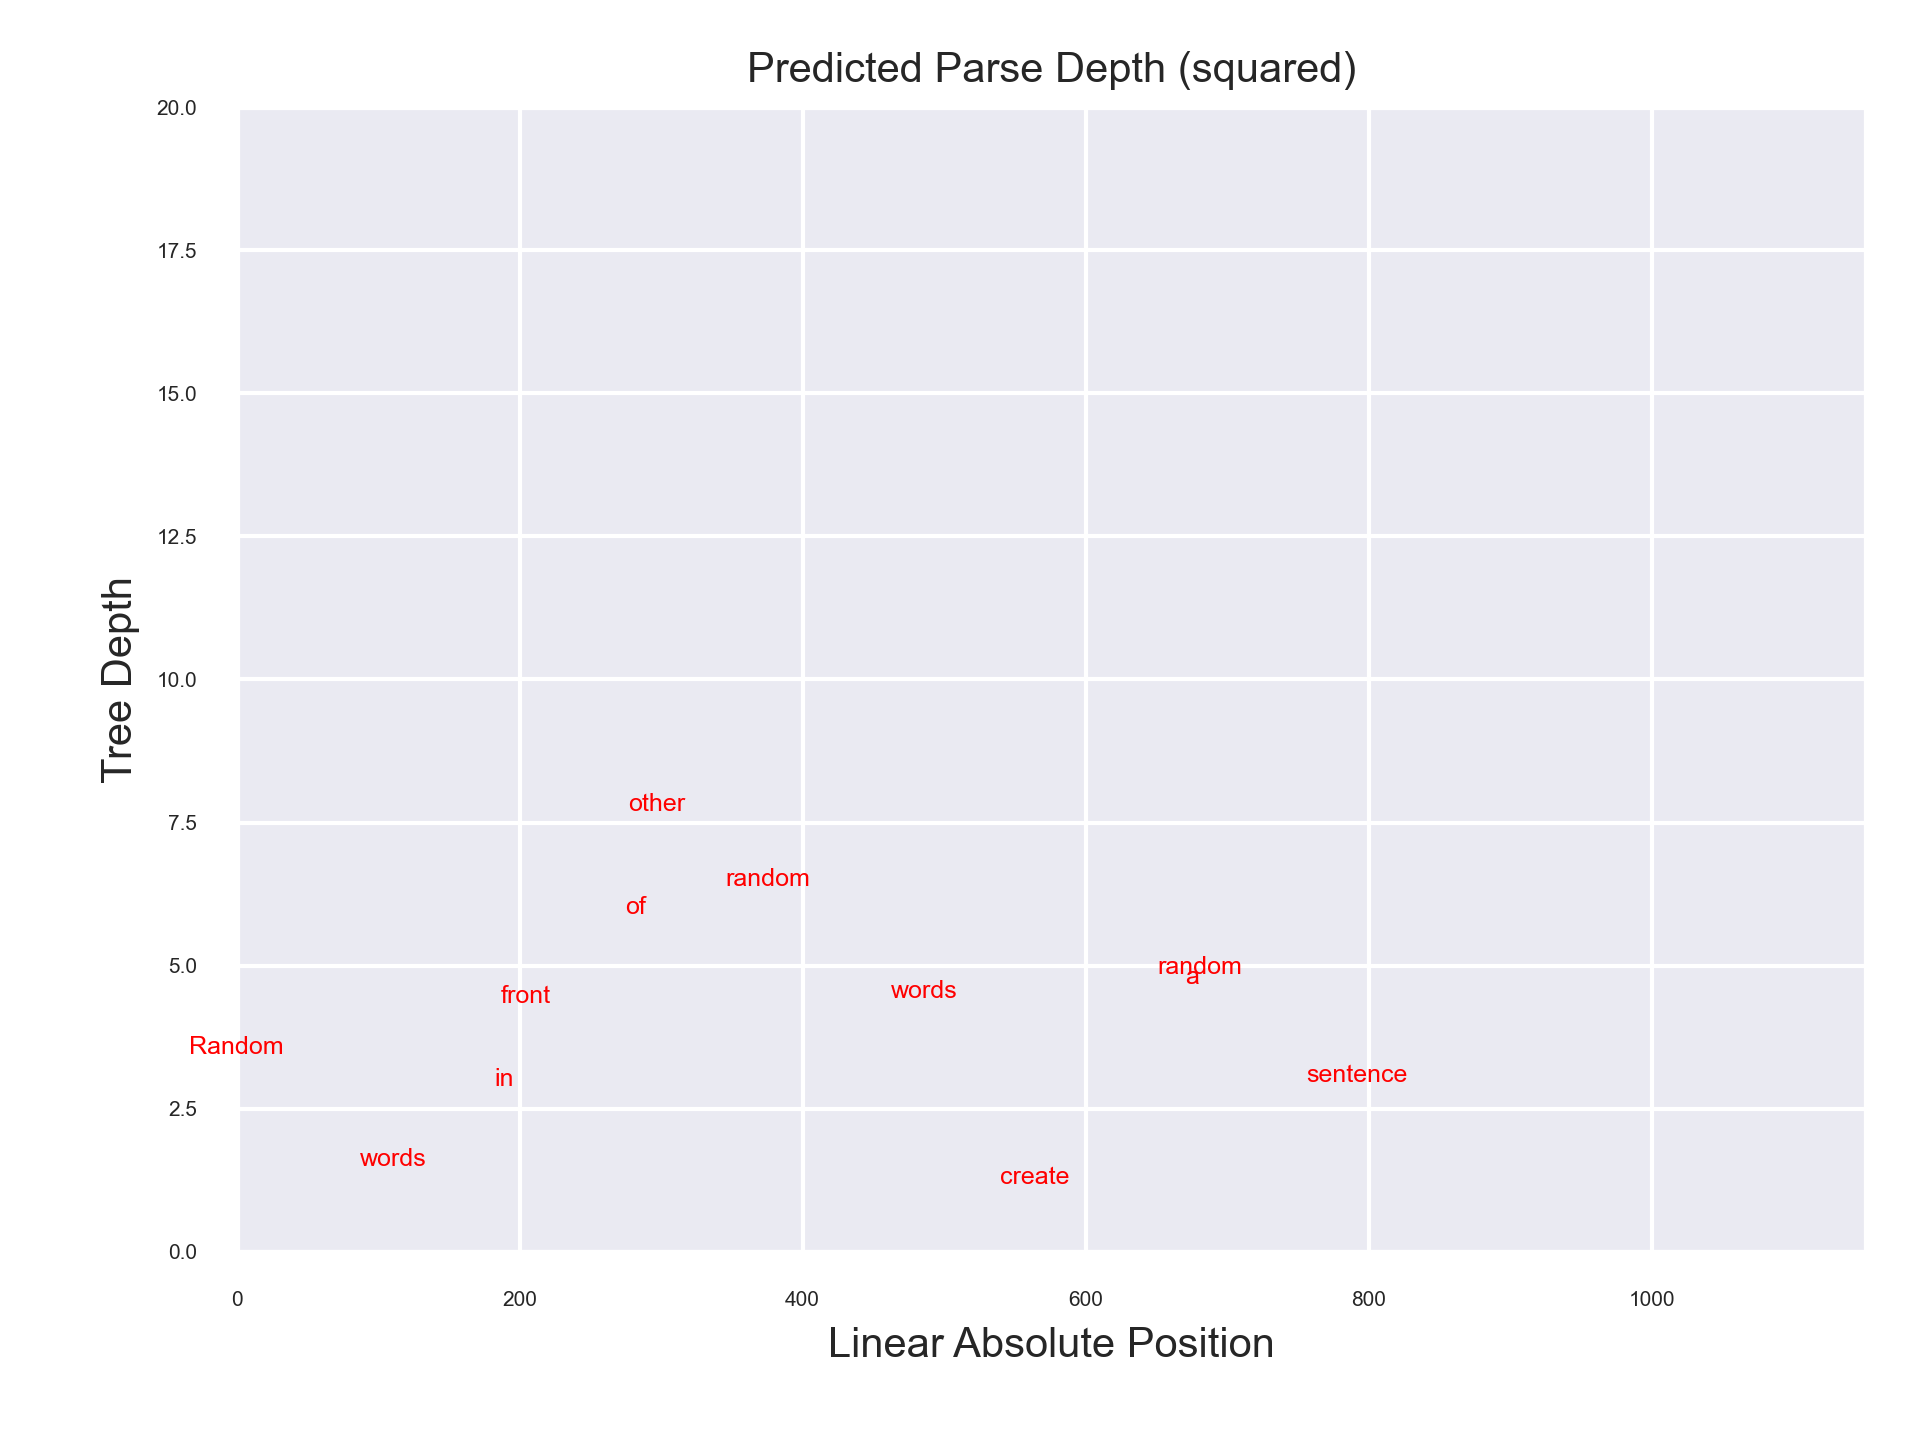 Predicted Parse Depth (squared)
20.0
17.5
15.0
12.5
10.0
7.5
5.0
2.5
0.0
Tree Depth
other
random
of
random
a
words
front
Random
in
sentence
words
create
0 200 400 600 800 1000
Linear Absolute Position